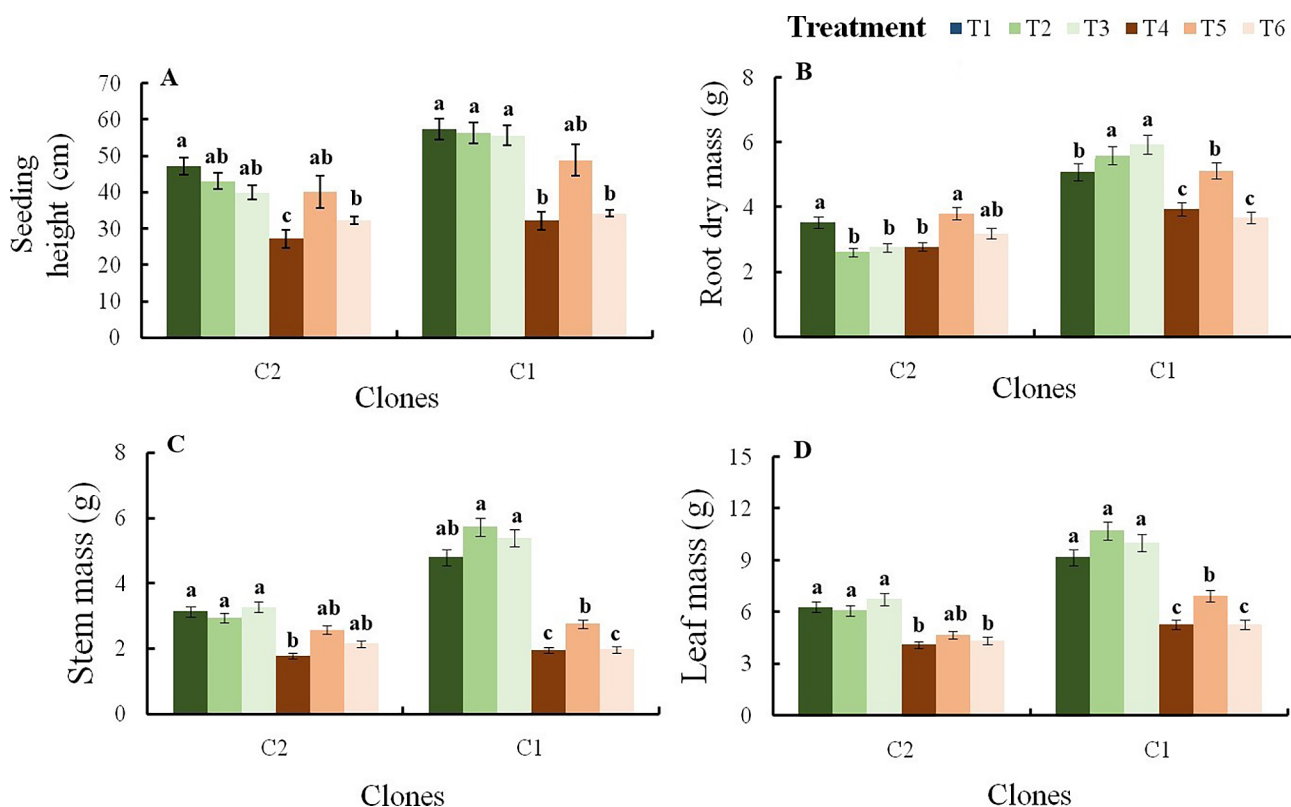 Treatment T1 T2 T3 T4 T5 T6
A
Seeding height (cm)
70
60
50
40
30
20
10
0
a ab ab c ab b
a a a b ab b
C2 C1
Clones
B
Root dry mass (g)
8
6
4
2
0
a b b b a ab
b a a c b c
C2 C1
Clones
C
Stem mass (g)
8
6
4
2
0
a a a b ab ab
ab a a c b c
C2 C1
Clones
D
Leaf mass (g)
15
12
9
6
3
0
a a a b ab b
a a a c b c
C2 C1
Clones